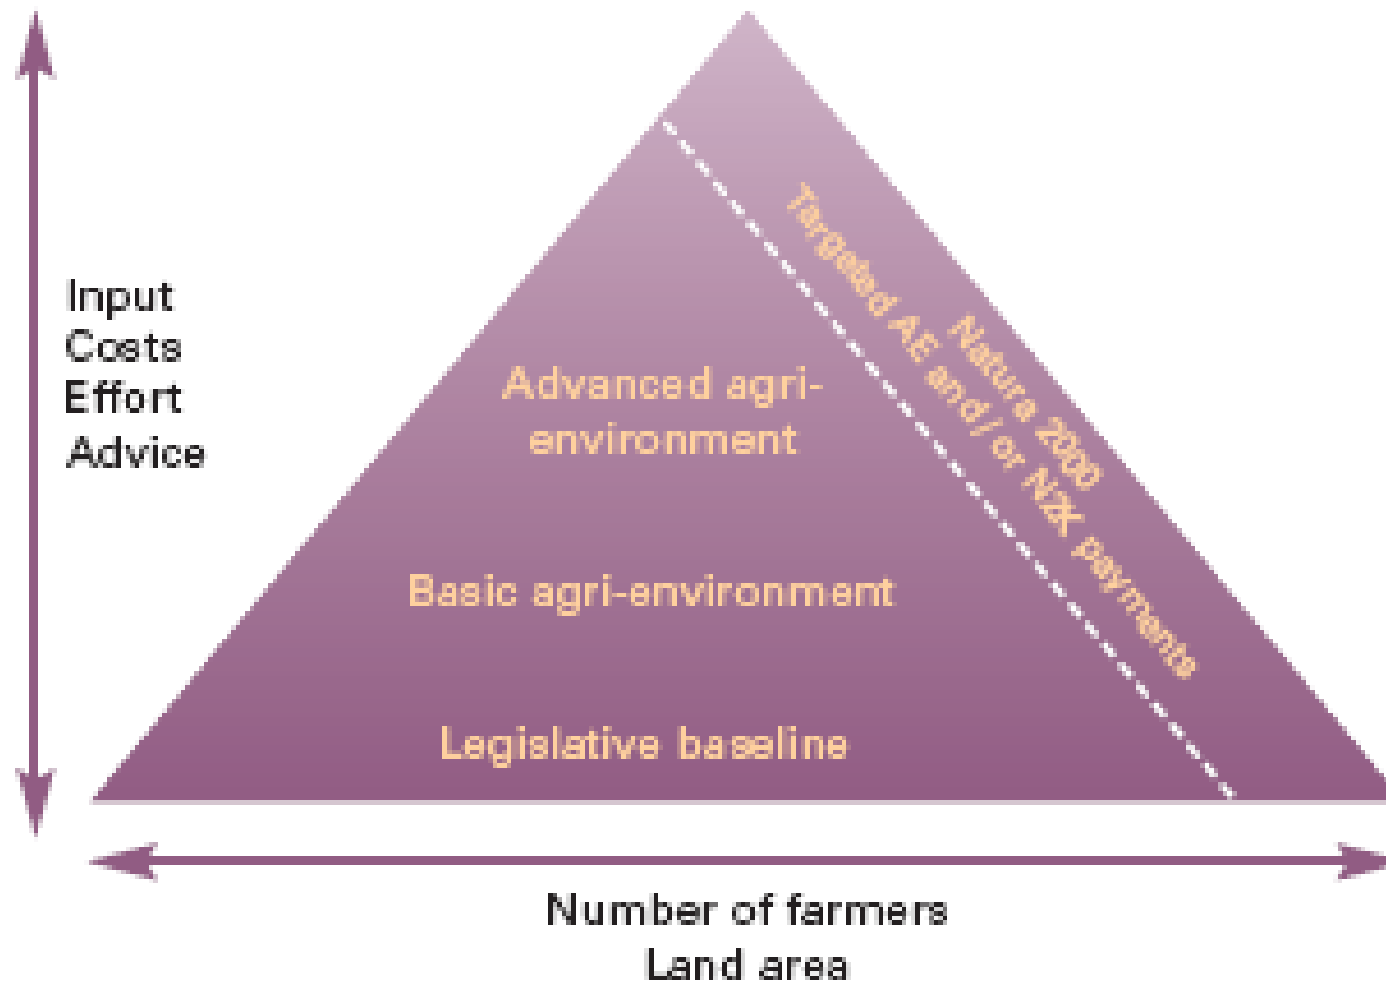 Input
Costs
Effort
Advice
Advanced agri-
environment
Basic agri-environment
Legislative baseline
Natura 2000
Targeted AE and/ or N2K payments
Number of farmers
Land area